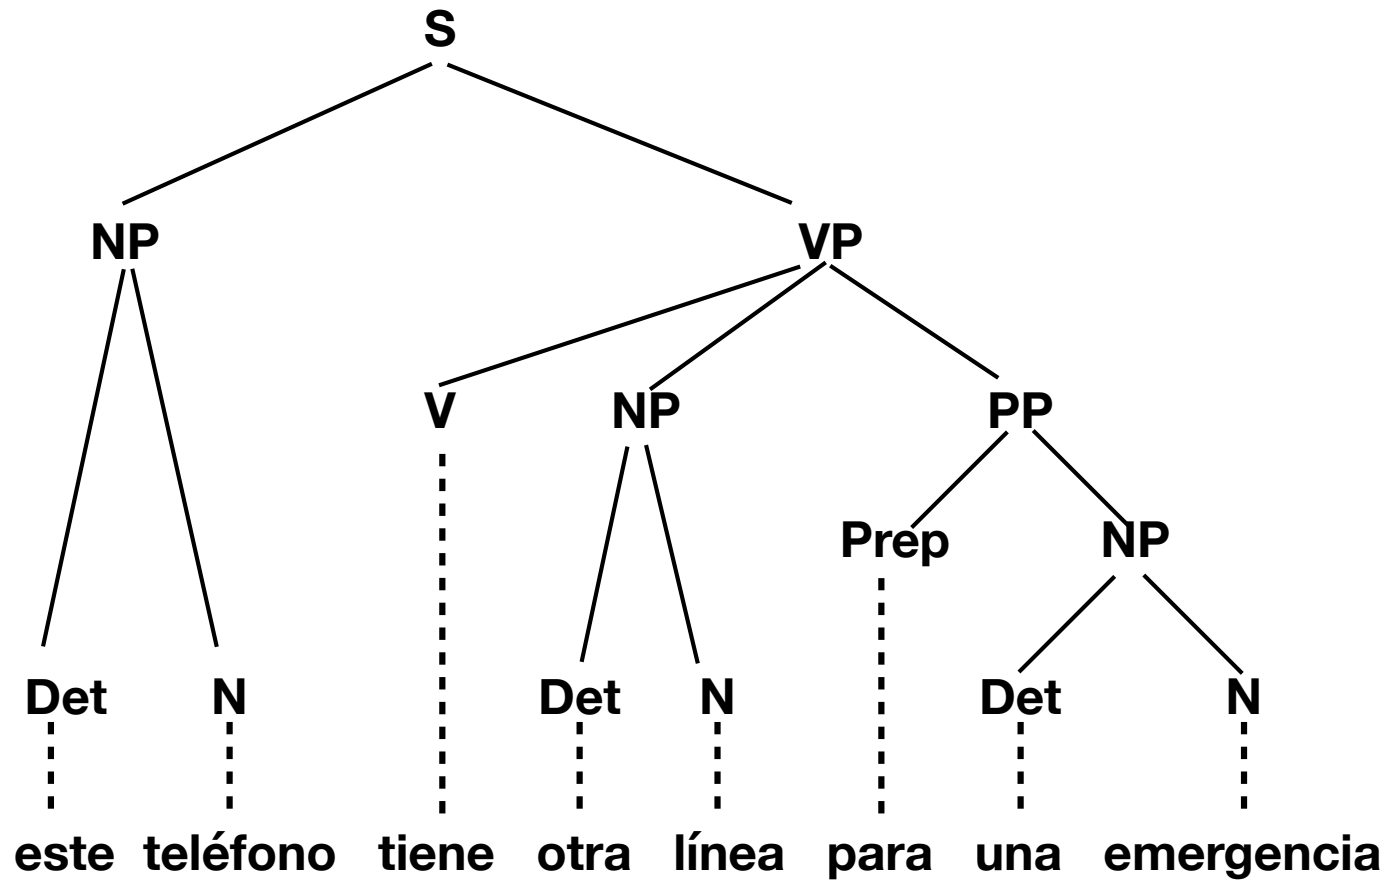 S
NP VP
V NP PP
Prep NP
Det N Det N Det N
este teléfono tiene otra línea para una emergencia